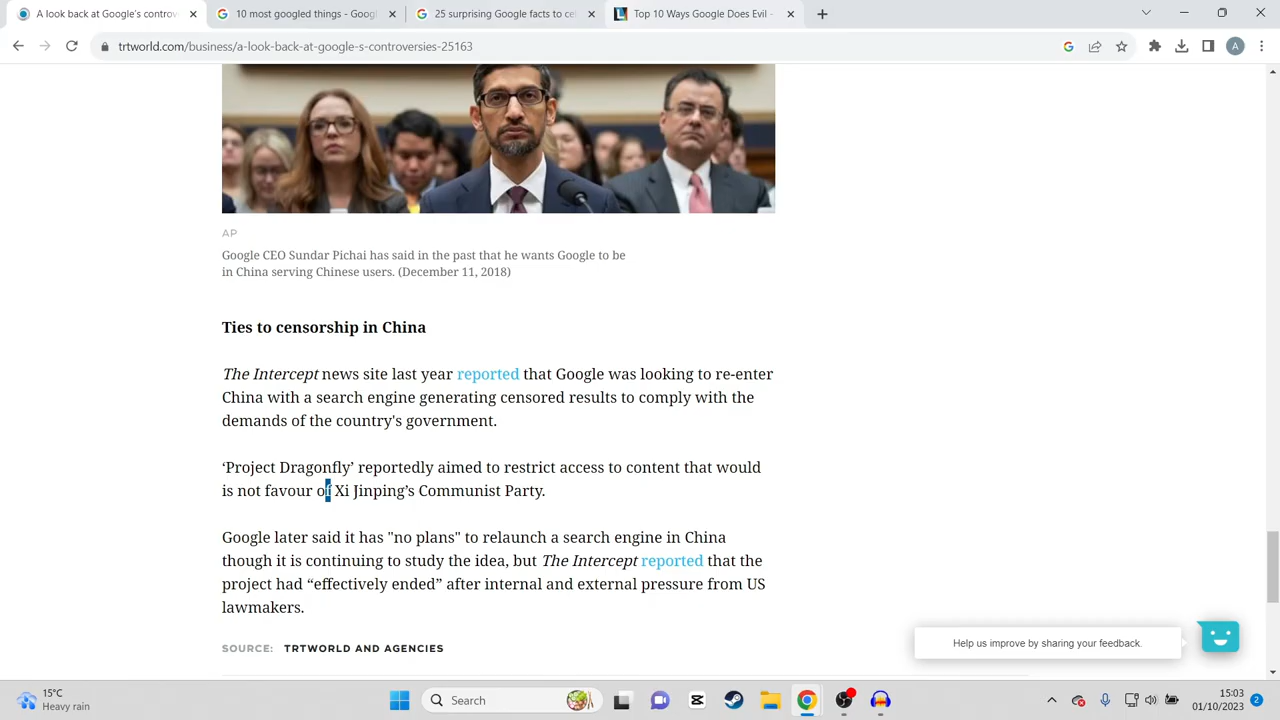 A look back at Google's controv
10 most googled things - Googl
25 surprising Google facts to cel
Top 10 Ways Google Does Evil -
trtworld.com/business/a-look-back-at-google-s-controversies-25163
A
AP
Google CEO Sundar Pichai has said in the past that he wants Google to be
in China serving Chinese users. (December 11, 2018)
Ties to censorship in China
The Intercept news site last year reported that Google was looking to re-enter
China with a search engine generating censored results to comply with the
demands of the country's government.
‘Project Dragonfly’ reportedly aimed to restrict access to content that would
is not favour of Xi Jinping’s Communist Party.
Google later said it has "no plans" to relaunch a search engine in China
though it is continuing to study the idea, but The Intercept reported that the
project had “effectively ended” after internal and external pressure from US
lawmakers.
SOURCE: TRTWORLD AND AGENCIES
Help us improve by sharing your feedback.
15°C
Heavy rain
Search
15:03
01/10/2023
2